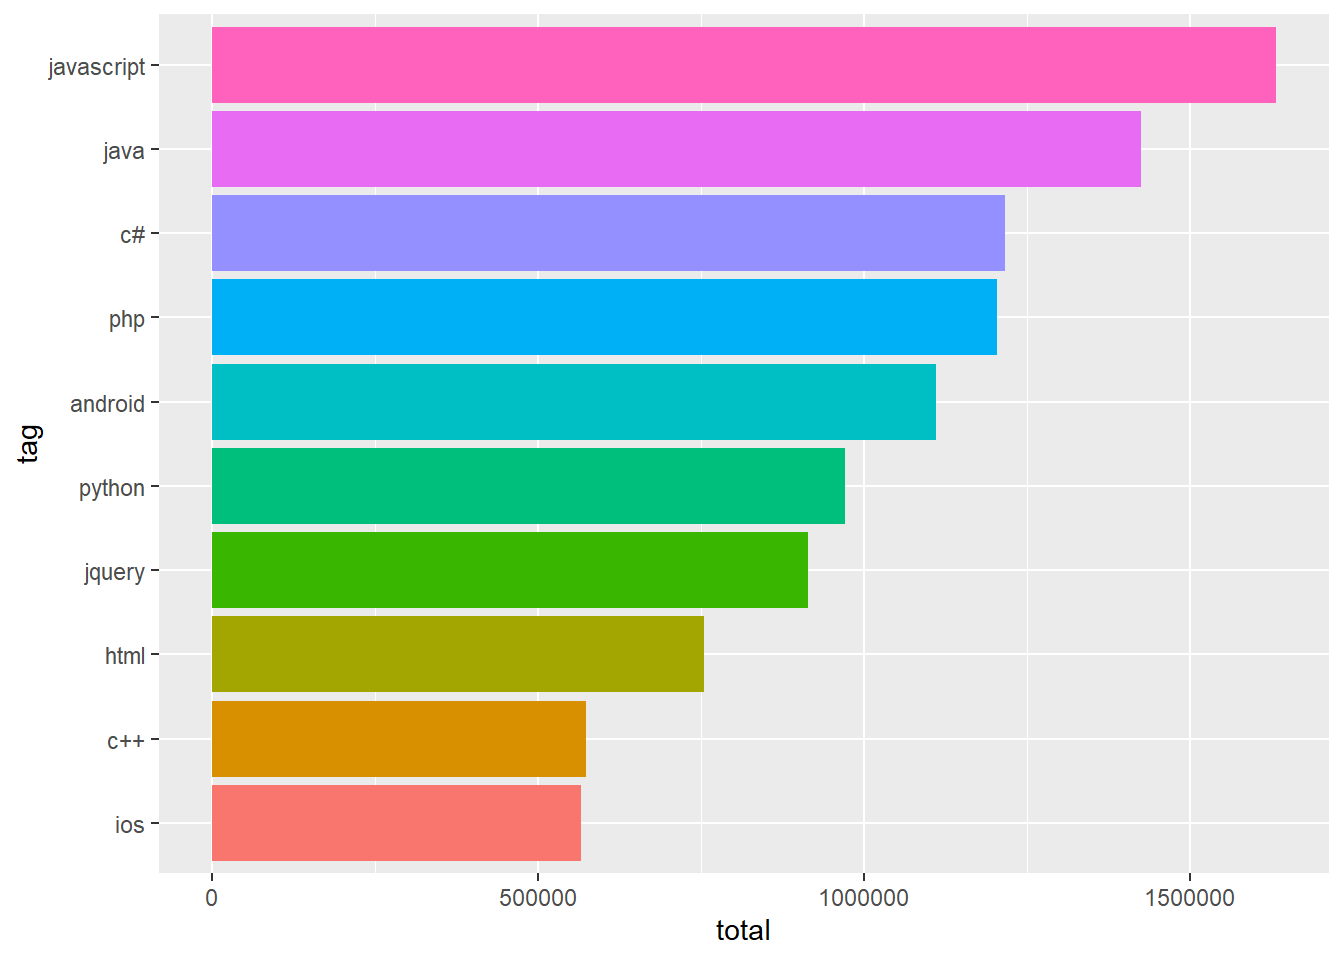 javascript
java
c#
php
android
python
jquery
html
c++
ios
tag
0 500000 1000000 1500000
total